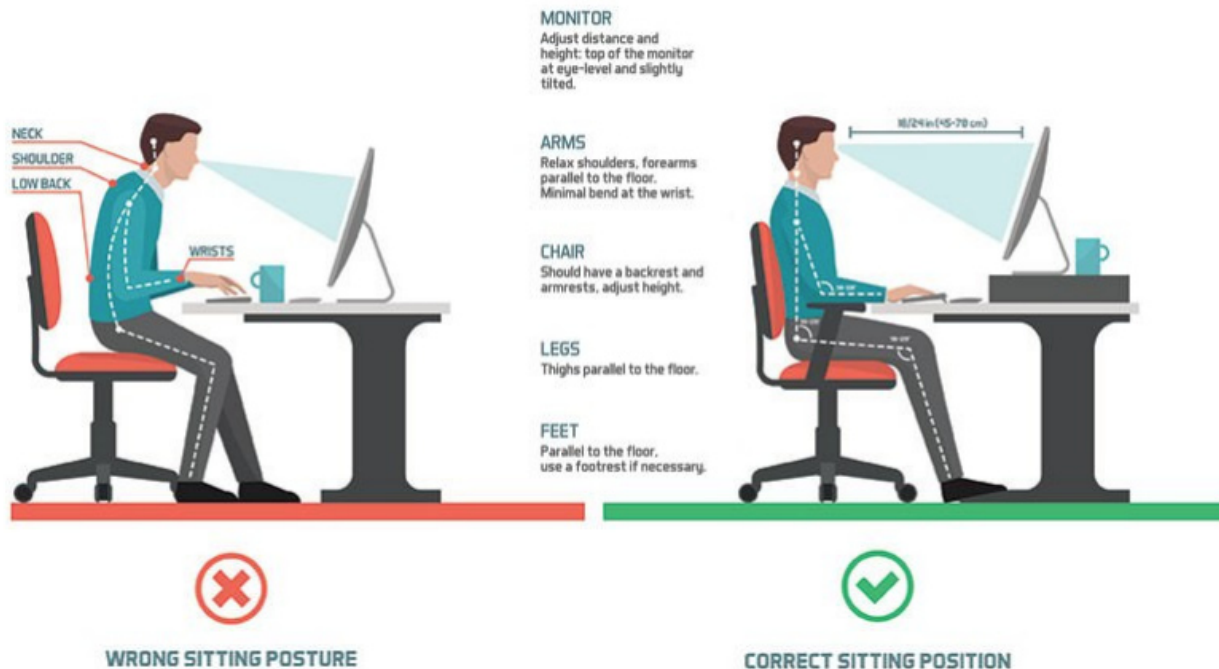 MONITOR
Adjust distance and
height: top of the monitor
at eye-level and slightly
tilted.
NECK
SHOULDER
LOW BACK
WRISTS
ARMS
Relax shoulders, forearms
parallel to the floor.
Minimal bend at the wrist.
CHAIR
Should have a backrest and
armrests, adjust height.
LEGS
Thighs parallel to the floor.
FEET
Parallel to the floor,
use a footrest if necessary.
(45-70 cm)
WRONG SITTING POSTURE
CORRECT SITTING POSITION